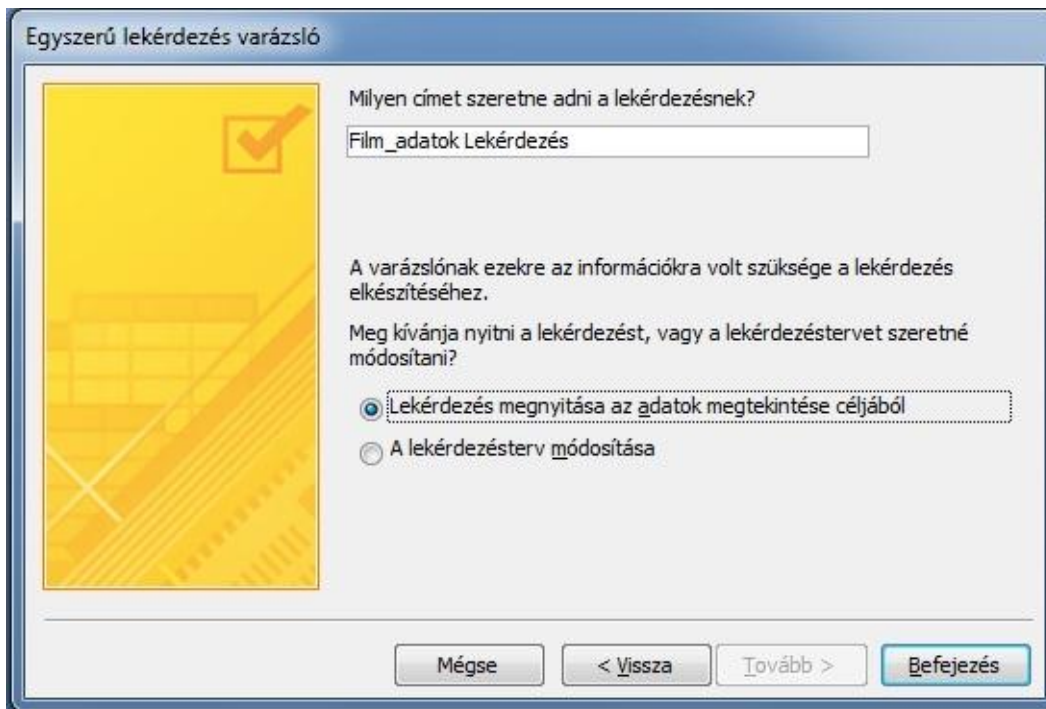 Egyszerű lekérdezés varázsló
Milyen címet szeretne adni a lekérdezésnek?
Film_adatok Lekérdezés
A varázslónak ezekre az információkra volt szüksége a lekérdezés
elkészítéséhez.
Meg kívánja nyitni a lekérdezést, vagy a lekérdezéstervet szeretné
módosítani?
Lekérdezés megnyitása az adatok megtekintése céljából
A lekérdezésterv módosítása
Mégse
< Vissza
Tovább >
Befejezés